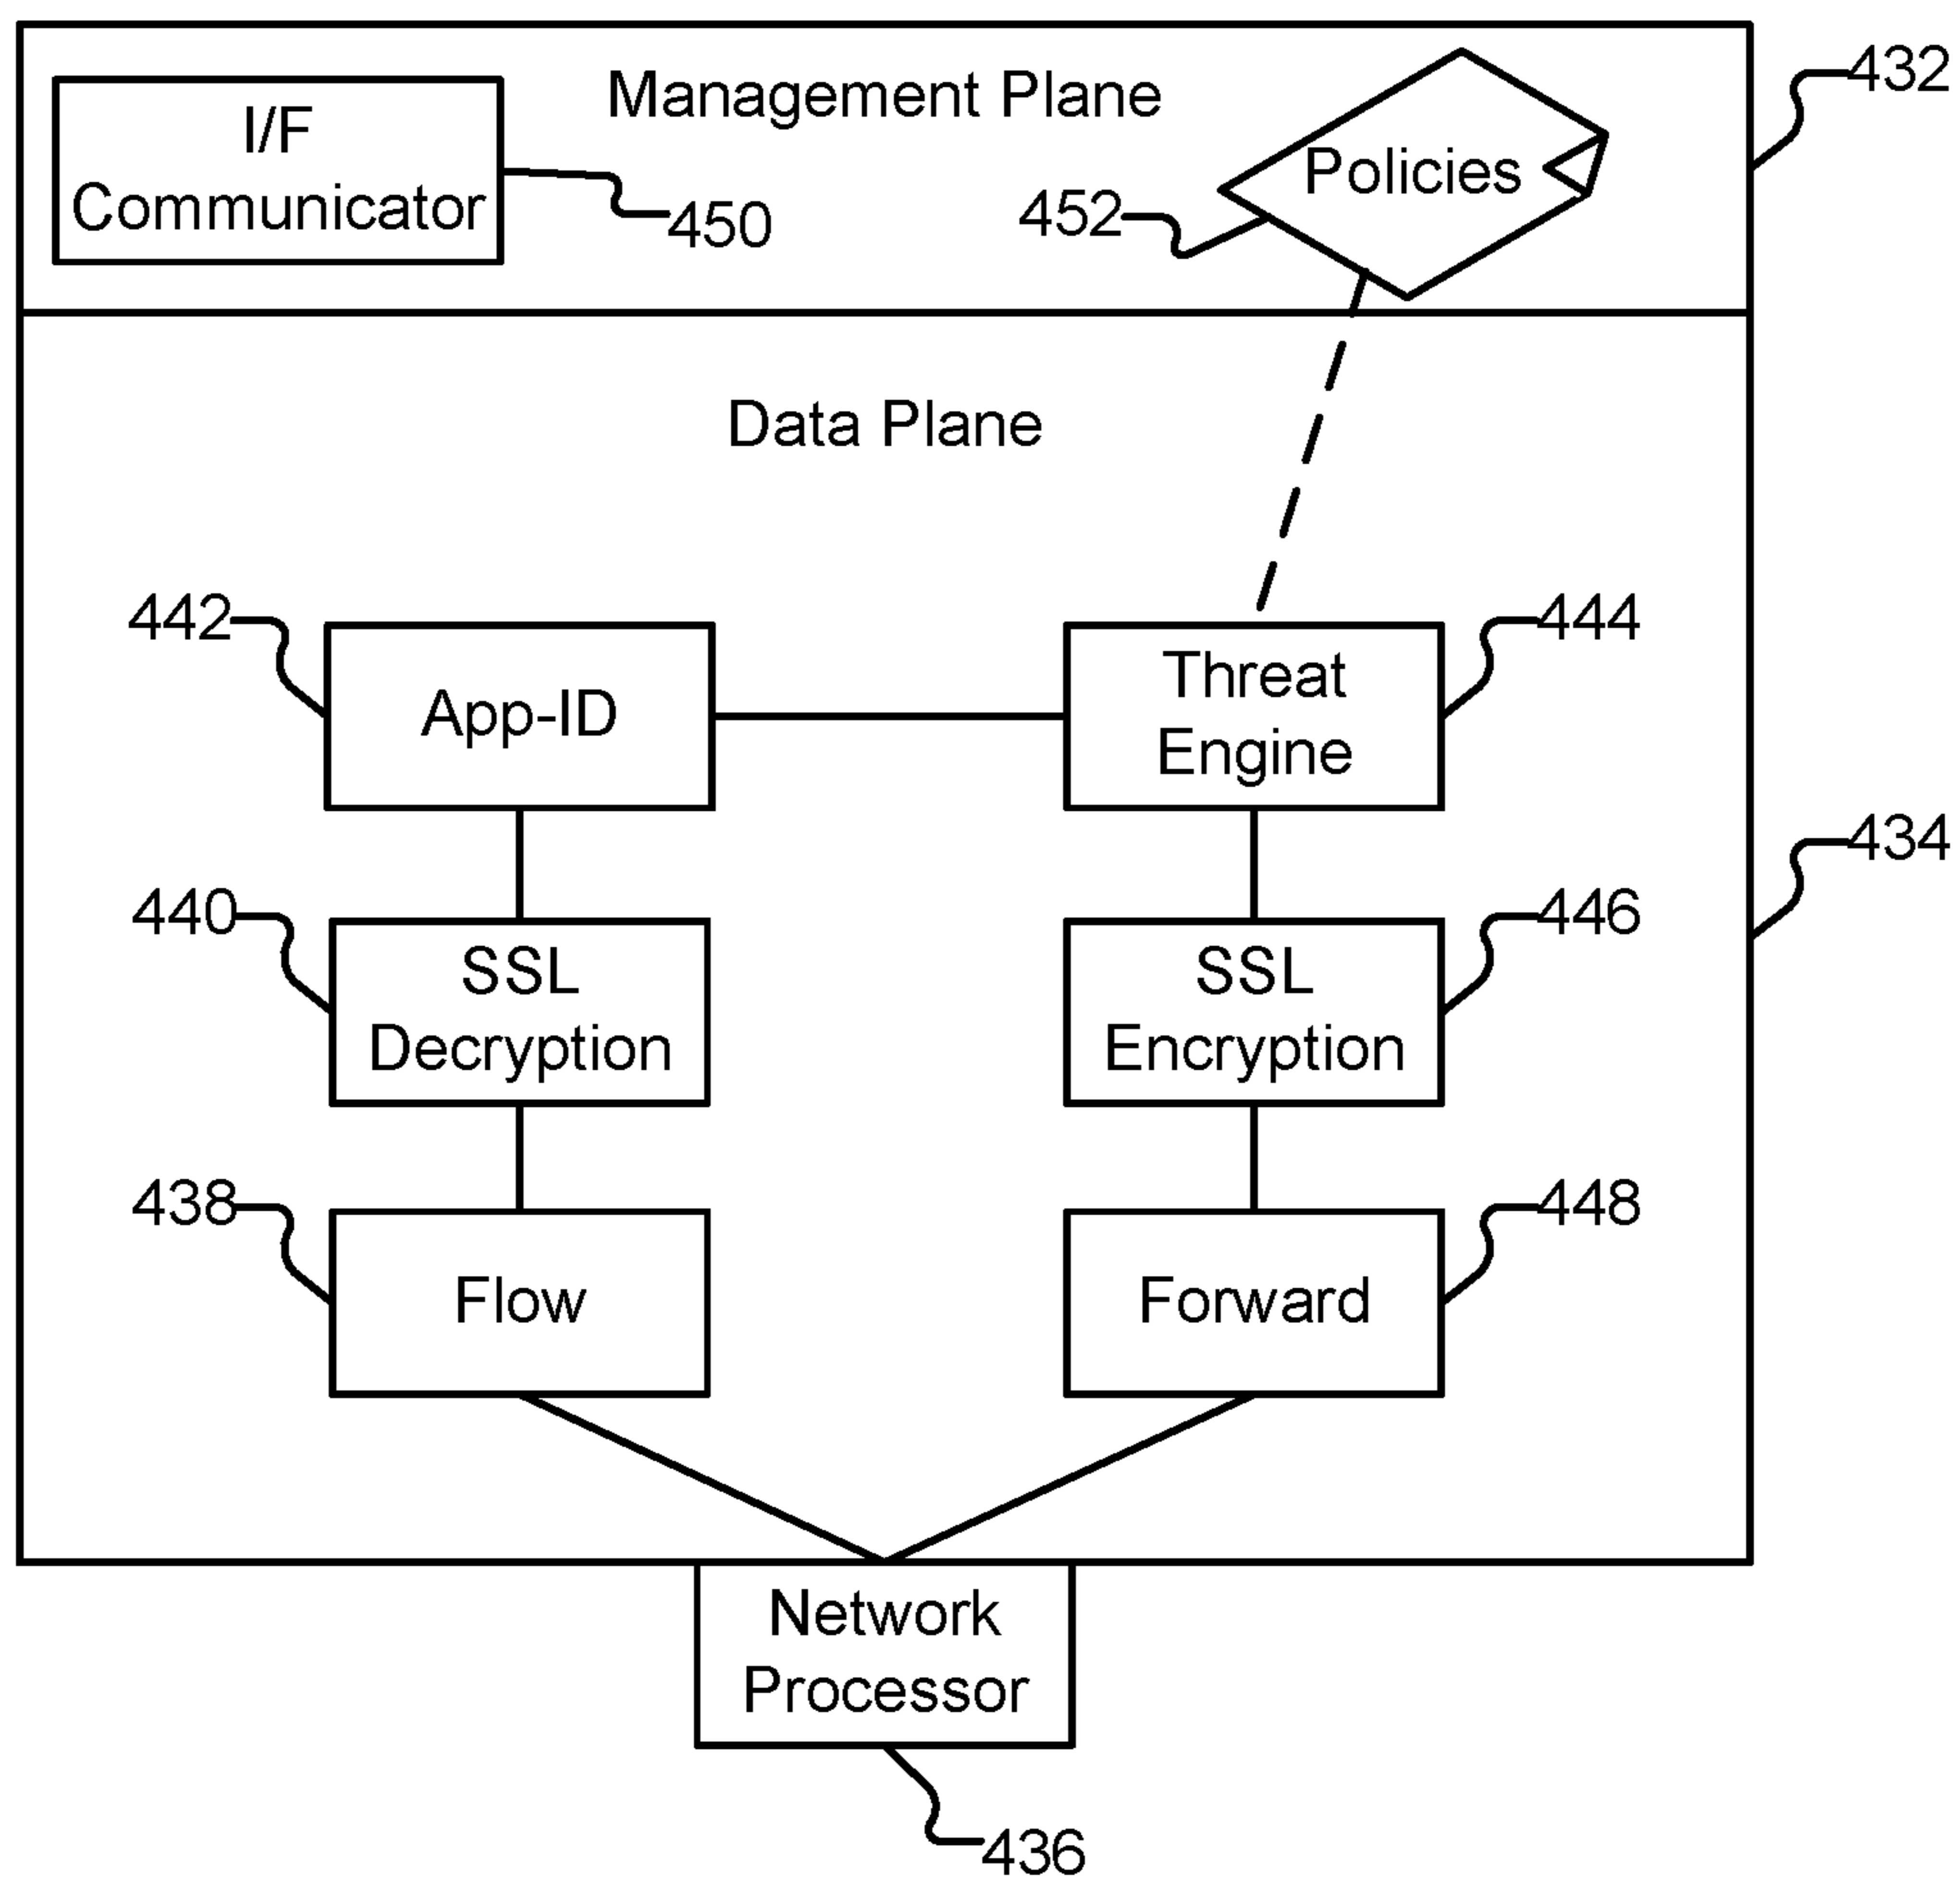 Management Plane
432
I/F
Communicator
450
452
Policies
Data Plane
442
App-ID
Threat
Engine
444
434
440
SSL
Decryption
SSL
Encryption
446
438
Flow
Forward
448
Network
Processor
436